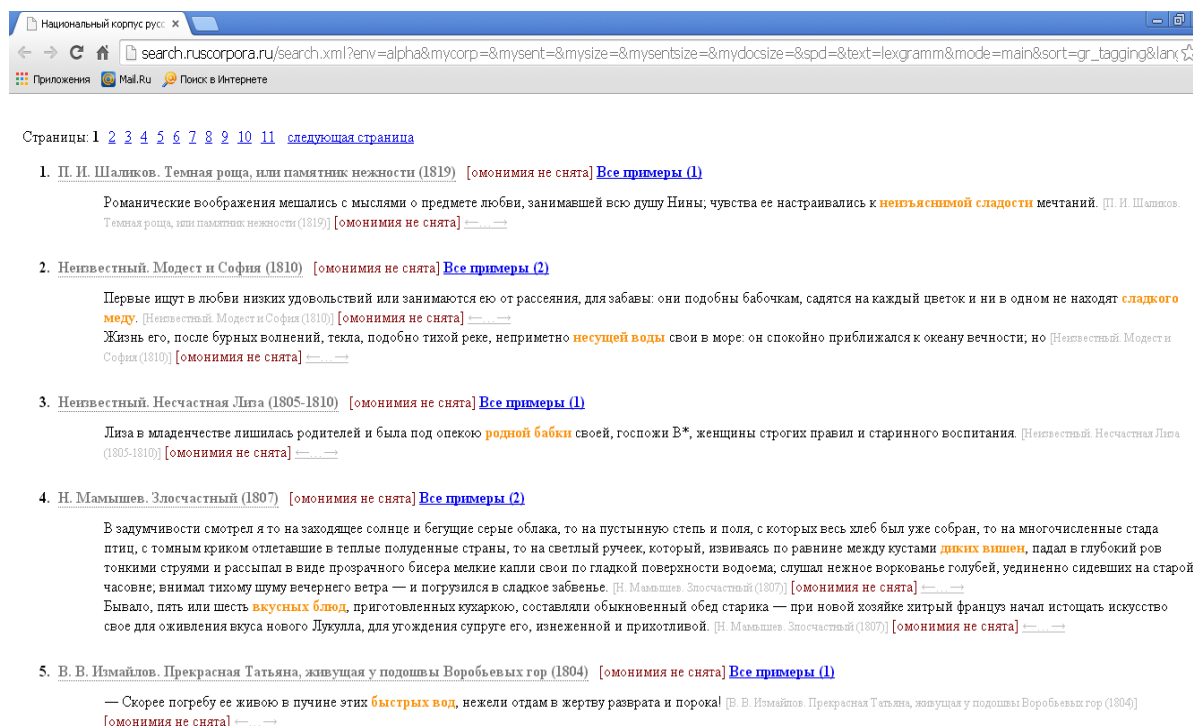 Национальный корпус русс
search.ruscorpora.ru/search.xml?env=alpha&mycorp=&mysent=&mysize=&mysentsize=&mydocsize=&spd=&text=lexgramm&mode=main&sort=gr_tagging&lang
Приложения Mail.Ru Поиск в Интернете
Страницы: 1 2 3 4 5 6 7 8 9 10 11 следующая страница
1. П. И. Шаликов. Темная роща, или памятник нежности (1819) [омонимия не снята] Все примеры (1)
Романические воображения мешались с мыслями о предмете любви, занимавшей всю душу Нины; чувства ее настраивались к неизъяснимой сладости мечтаний. [П. И. Шаликов.
Темная роща, или памятник нежности (1819)] [омонимия не снята] ←…→
2. Неизвестный. Модест и София (1810) [омонимия не снята] Все примеры (2)
Первые ищут в любви низких удовольствий или занимаются ею от рассеяния, для забавы: они подобны бабочкам, садятся на каждый цветок и ни в одном не находят сладкого
меду. [Неизвестный. Модест и София (1810)] [омонимия не снята] ←…→
Жизнь его, после бурных волнений, текла, подобно тихой реке, неприметно несущей воды свои в море: он спокойно приближался к океану вечности; но [Неизвестный. Модест и
София (1810)] [омонимия не снята] ←…→
3. Неизвестный. Несчастная Лиза (1805-1810) [омонимия не снята] Все примеры (1)
Лиза в младенчестве лишилась родителей и была под опекою родной бабки своей, госпожи В*, женщины строгих правил и старинного воспитания. [Неизвестный. Несчастная Лиза
(1805-1810)] [омонимия не снята] ←…→
4. Н. Мамышев. Злосчастный (1807) [омонимия не снята] Все примеры (2)
В задумчивости смотрел я то на заходящее солнце и бегущие серые облака, то на пустынную степь и поля, с которых весь хлеб был уже собран, то на многочисленные стада
птиц, с томным криком отлетавшие в теплые полуденные страны, то на светлый ручеек, который, извиваясь по равнине между кустами диких вишен, падал в глубокий ров
тонкими струями и рассыпал в виде прозрачного бисера мелкие капли свои по гладкой поверхности водоема; слушал нежное воркованье голубей, уединенно сидевших на старой
часовне; внимал тихому шуму вечернего ветра — и погрузился в сладкое забвенье. [Н. Мамышев. Злосчастный (1807)] [омонимия не снята] ←…→
Бывало, пять или шесть вкусных блюд, приготовленных кухаркою, составляли обыкновенный обед старика — при новой хозяйке хитрый француз начал истощать искусство
свое для оживления вкуса нового Лукулла, для угождения супруге его, изнеженной и прихотливой. [Н. Мамышев. Злосчастный (1807)] [омонимия не снята] ←…→
5. В. В. Измайлов. Прекрасная Татьяна, живущая у подошвы Воробьевых гор (1804) [омонимия не снята] Все примеры (1)
— Скорее погребу ее живою в пучине этих быстрых вод, нежели отдам в жертву разврата и порока! [В. В. Измайлов. Прекрасная Татьяна, живущая у подошвы Воробьевых гор (1804)]
[омонимия не снята] ←…→